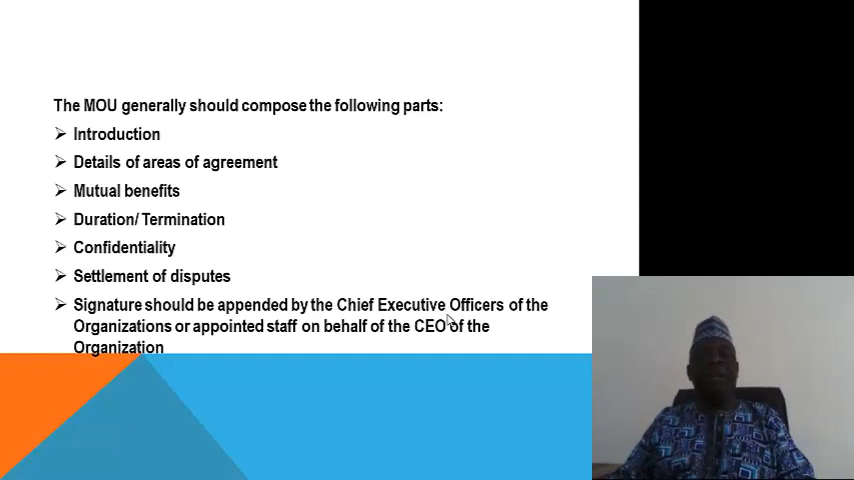 The MOU generally should compose the following parts:
➢ Introduction
➢ Details of areas of agreement
➢ Mutual benefits
➢ Duration/ Termination
➢ Confidentiality
➢ Settlement of disputes
➢ Signature should be appended by the Chief Executive Officers of the
Organizations or appointed staff on behalf of the CEO of the
Organization